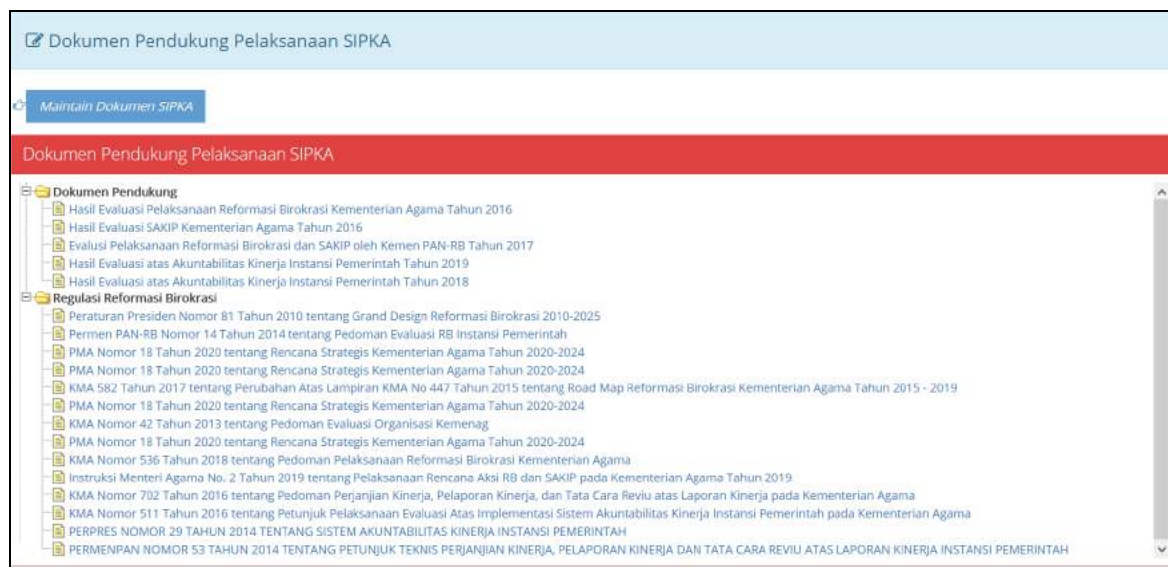 Dokumen Pendukung Pelaksanaan SIPKA
Maintain Dokumen SIPKA
Dokumen Pendukung Pelaksanaan SIPKA
Dokumen Pendukung
Hasil Evaluasi Pelaksanaan Reformasi Birokrasi Kementerian Agama Tahun 2016
Hasil Evaluasi SAKIP Kementerian Agama Tahun 2016
Evalusi Pelaksanaan Reformasi Birokrasi dan SAKIP oleh Kemen PAN-RB Tahun 2017
Hasil Evaluasi atas Akuntabilitas Kinerja Instansi Pemerintah Tahun 2019
Hasil Evaluasi atas Akuntabilitas Kinerja Instansi Pemerintah Tahun 2018
Regulasi Reformasi Birokrasi
Peraturan Presiden Nomor 81 Tahun 2010 tentang Grand Design Reformasi Birokrasi 2010-2025
Permen PAN-RB Nomor 14 Tahun 2014 tentang Pedoman Evaluasi RB Instansi Pemerintah
PMA Nomor 18 Tahun 2020 tentang Rencana Strategis Kementerian Agama Tahun 2020-2024
PMA Nomor 18 Tahun 2020 tentang Rencana Strategis Kementerian Agama Tahun 2020-2024
KMA 582 Tahun 2017 tentang Perubahan Atas Lampiran KMA No 447 Tahun 2015 tentang Road Map Reformasi Birokrasi Kementerian Agama Tahun 2015 - 2019
PMA Nomor 18 Tahun 2020 tentang Rencana Strategis Kementerian Agama Tahun 2020-2024
KMA Nomor 42 Tahun 2013 tentang Pedoman Evaluasi Organisasi Kemenag
PMA Nomor 18 Tahun 2020 tentang Rencana Strategis Kementerian Agama Tahun 2020-2024
KMA Nomor 536 Tahun 2018 tentang Pedoman Pelaksanaan Reformasi Birokrasi Kementerian Agama
Instruksi Menteri Agama No. 2 Tahun 2019 tentang Pelaksanaan Rencana Aksi RB dan SAKIP pada Kementerian Agama Tahun 2019
KMA Nomor 702 Tahun 2016 tentang Pedoman Perjanjian Kinerja, Pelaporan Kinerja, dan Tata Cara Reviu atas Laporan Kinerja pada Kementerian Agama
KMA Nomor 511 Tahun 2016 tentang Petunjuk Pelaksanaan Evaluasi Atas Implementasi Sistem Akuntabilitas Kinerja Instansi Pemerintah pada Kementerian Agama
PERPRES NOMOR 29 TAHUN 2014 TENTANG SISTEM AKUNTABILITAS KINERJA INSTANSI PEMERINTAH
PERMENPAN NOMOR 53 TAHUN 2014 TENTANG PETUNJUK TEKNIS PERJANJIAN KINERJA, PELAPORAN KINERJA DAN TATA CARA REVIU ATAS LAPORAN KINERJA INSTANSI PEMERINTAH